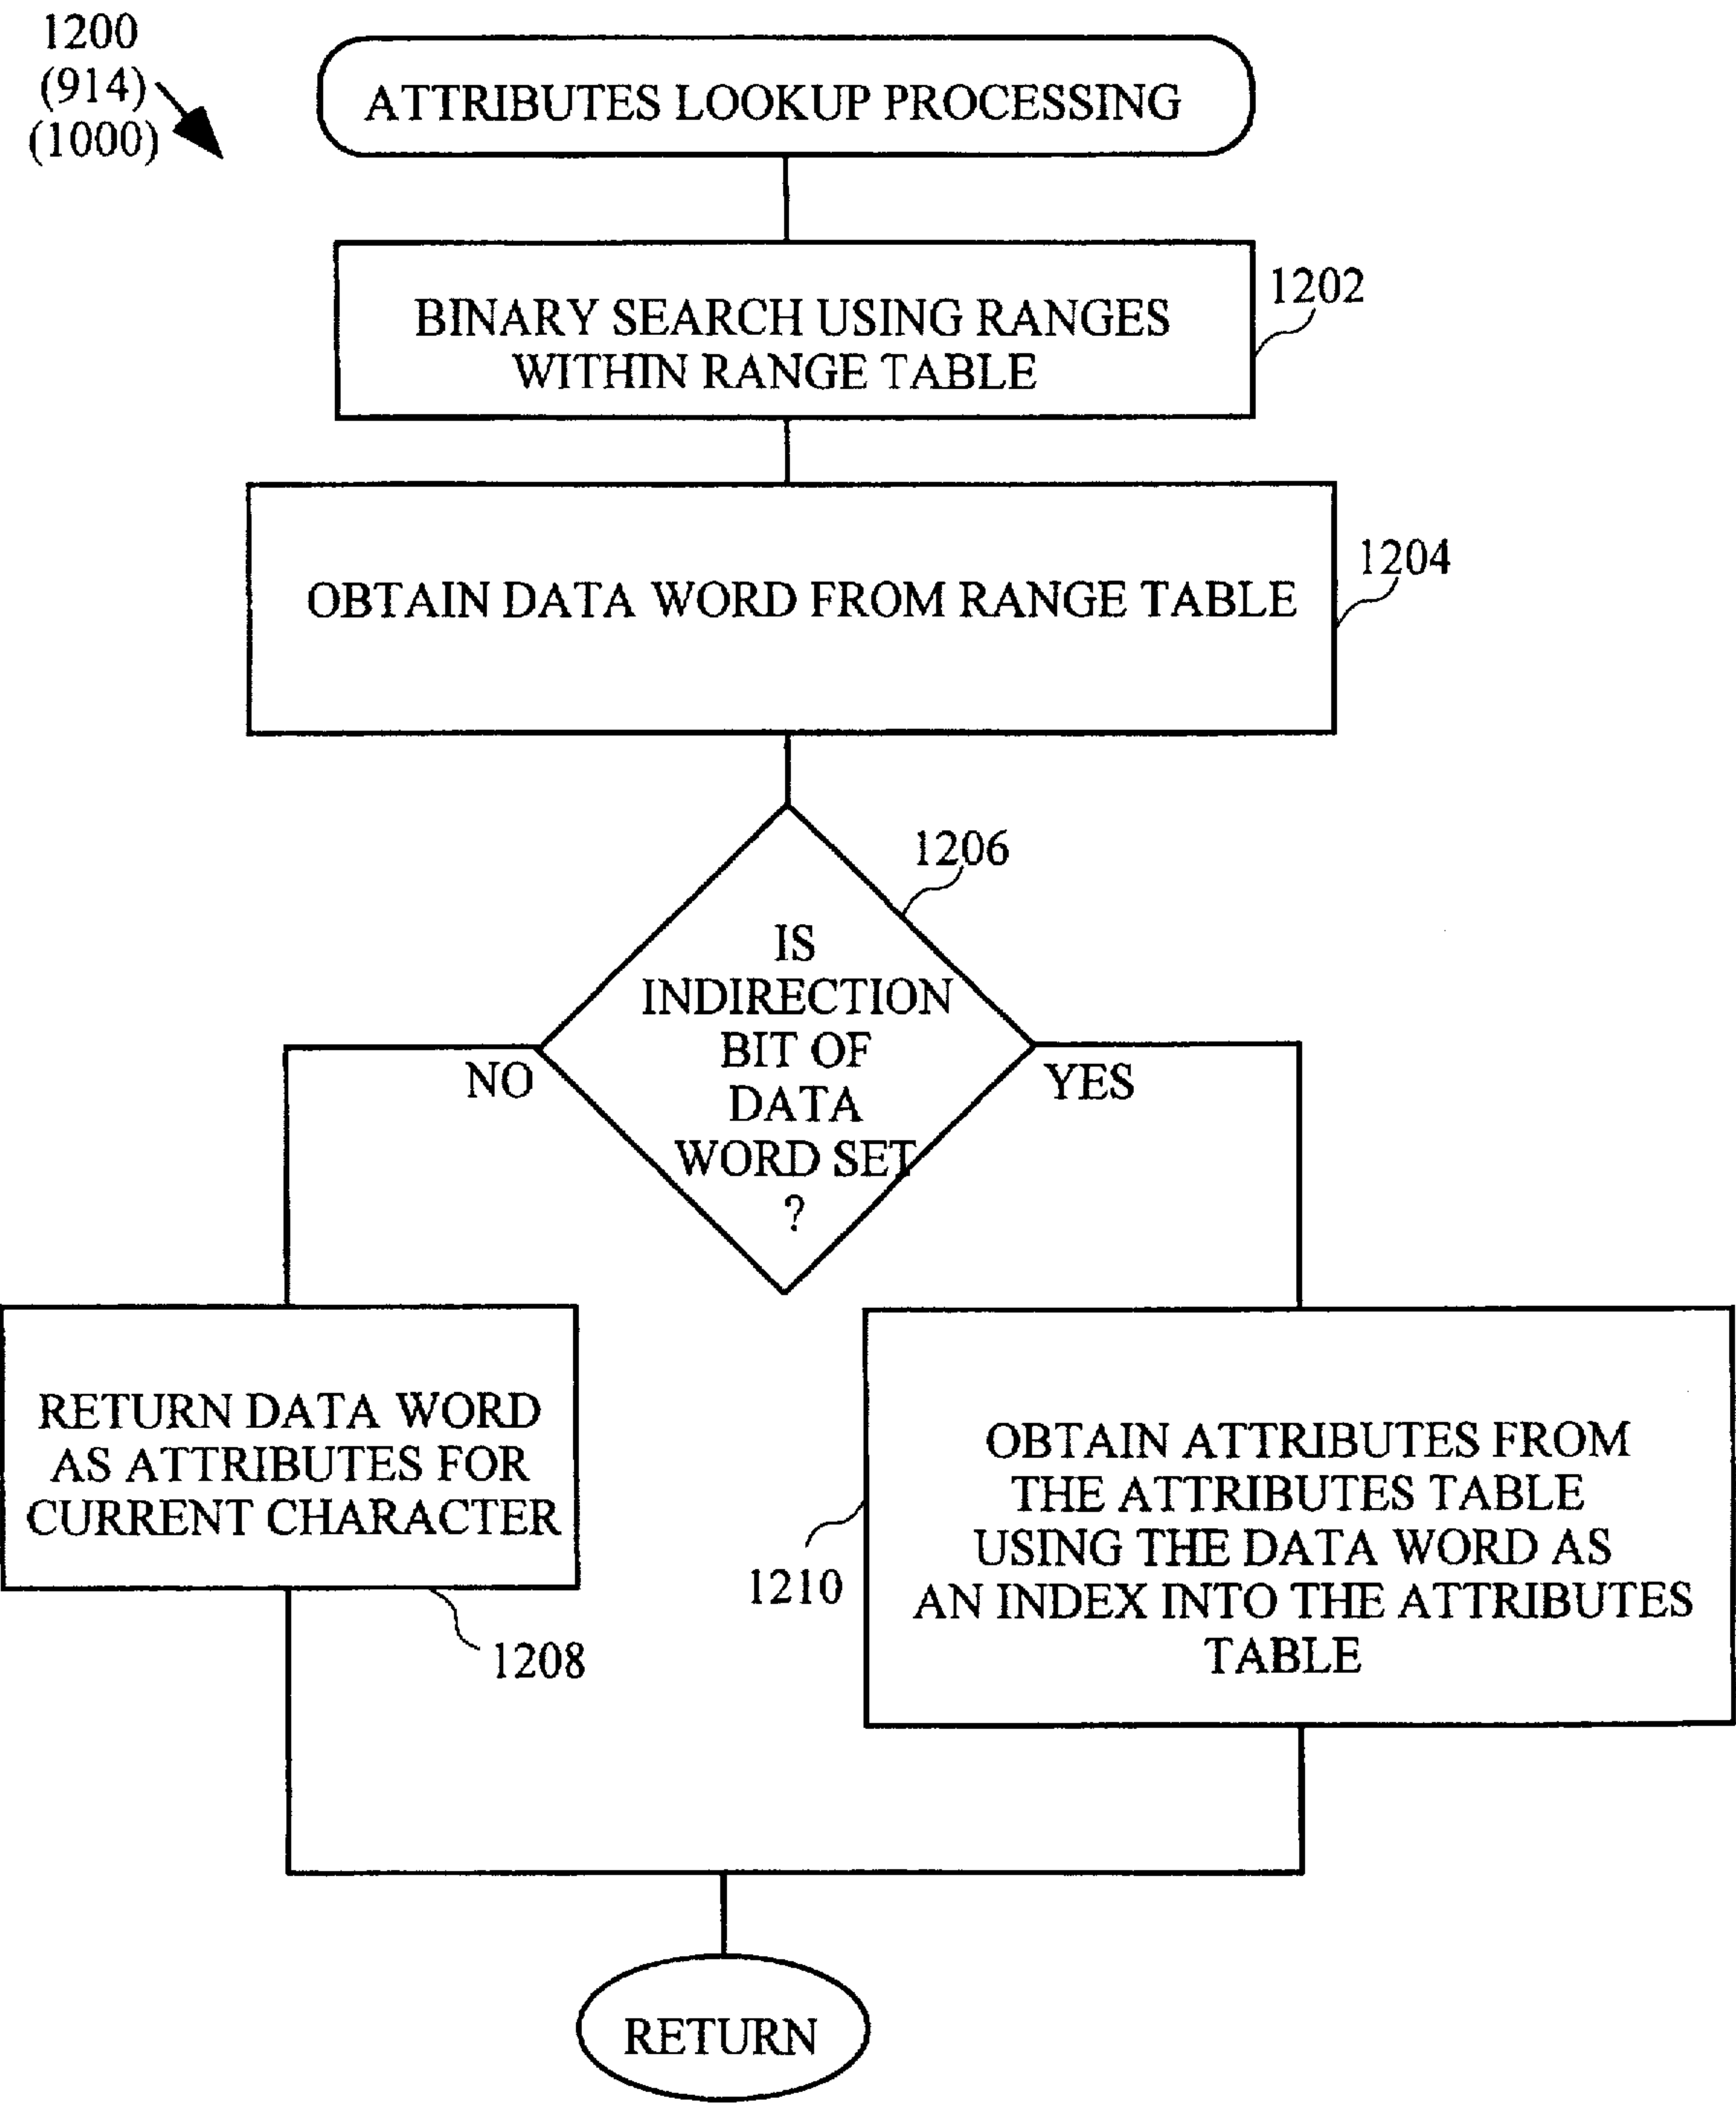 1200
(914)
(1000)
ATTRIBUTES LOOKUP PROCESSING
BINARY SEARCH USING RANGES
WITHIN RANGE TABLE
1202
OBTAIN DATA WORD FROM RANGE TABLE
1204
1206
IS
INDIRECTION
BIT OF
DATA
WORD SET
?
NO
YES
RETURN DATA WORD
AS ATTRIBUTES FOR
CURRENT CHARACTER
1208
OBTAIN ATTRIBUTES FROM
THE ATTRIBUTES TABLE
USING THE DATA WORD AS
AN INDEX INTO THE ATTRIBUTES
TABLE
1210
RETURN